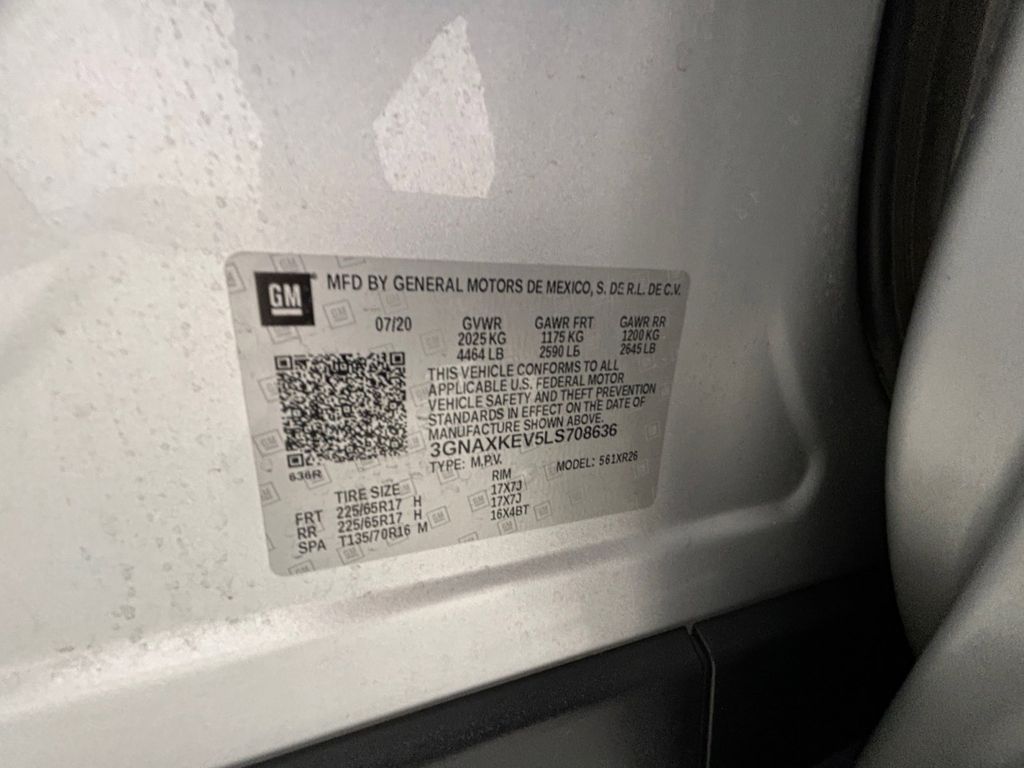 GM
MFD BY GENERAL MOTORS DE MEXICO, S. DE R.L. DE C.V.
07/20 GVWR GAWR FRT GAWR RR
2025 KG 1175 KG 1200 KG
4464 LB 2590 LB 2645 LB
THIS VEHICLE CONFORMS TO ALL
APPLICABLE U.S. FEDERAL MOTOR
VEHICLE SAFETY AND THEFT PREVENTION
STANDARDS IN EFFECT ON THE DATE OF
MANUFACTURE SHOWN ABOVE.
3GNAXKEV5LS708636
636R
TYPE: M.P.V. MODEL: 561XR26
TIRE SIZE RIM
FRT 225/65R17 H 17X7J
RR 225/65R17 H 17X7J
SPA T135/70R16 M 16X4BT